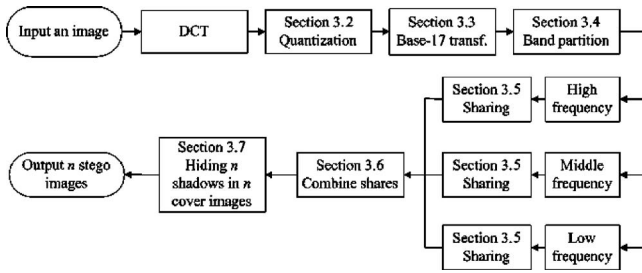 Input an image
DCT
Section 3.2
Quantization
Section 3.3
Base-17 transf.
Section 3.4
Band partition
Section 3.5
Sharing
High
frequency
Output n stego
images
Section 3.7
Hiding n
shadows in n
cover images
Section 3.6
Combine shares
Section 3.5
Sharing
Middle
frequency
Section 3.5
Sharing
Low
frequency